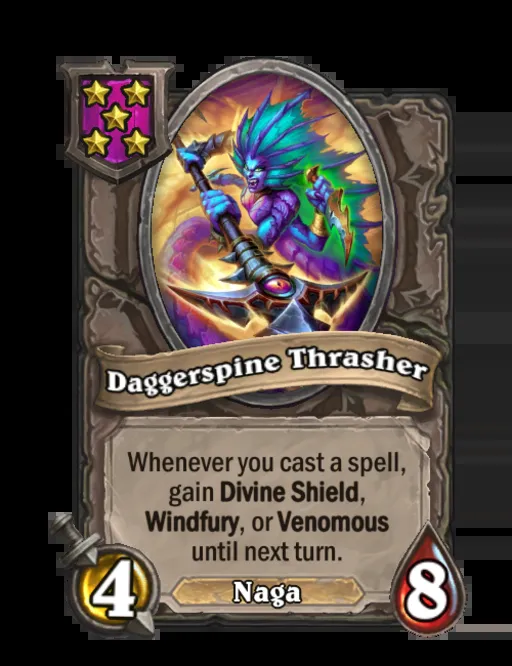 Daggerspine Thrasher
Whenever you cast a spell,
gain Divine Shield,
Windfury, or Venomous
until next turn.
4
Naga
8